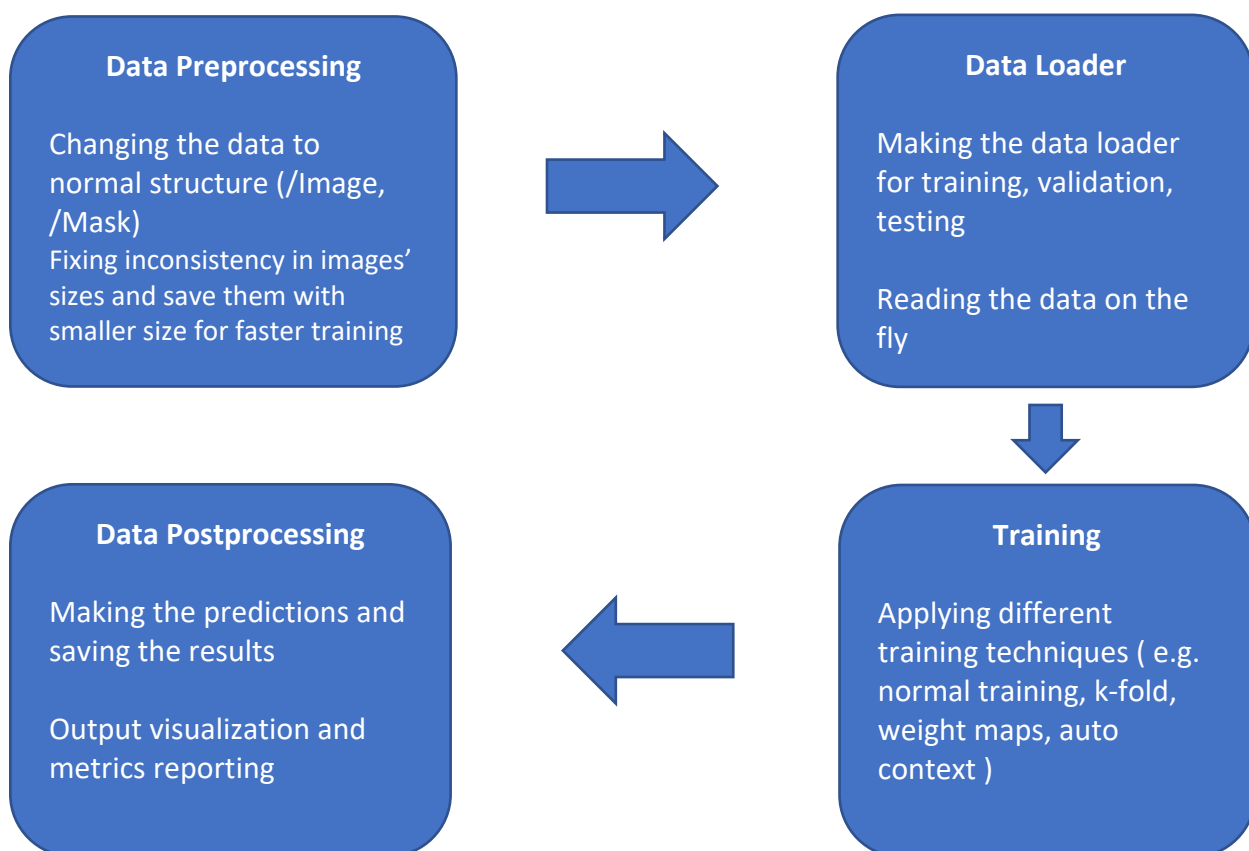 Data Preprocessing
Changing the data to
normal structure (/Image,
/Mask)
Fixing inconsistency in images’
sizes and save them with
smaller size for faster training
Data Loader
Making the data loader
for training, validation,
testing
Reading the data on the
fly
Training
Applying different
training techniques ( e.g.
normal training, k-fold,
weight maps, auto
context )
Data Postprocessing
Making the predictions and
saving the results
Output visualization and
metrics reporting